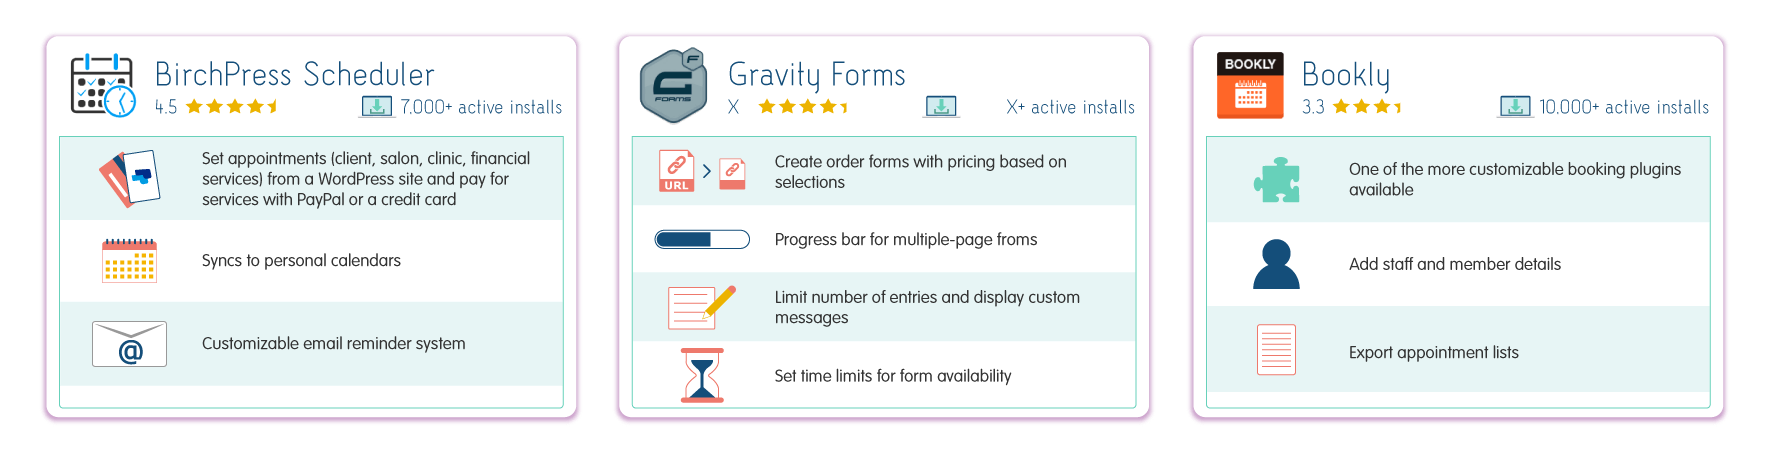 BirchPress Scheduler
4.5
7.000+ active installs
Set appointments (client, salon, clinic, financial
services) from a WordPress site and pay for
services with PayPal or a credit card
Syncs to personal calendars
@
Customizable email reminder system
F
G
FORMS
Gravity Forms
X
X+ active installs
URL
>
Create order forms with pricing based on
selections
Progress bar for multiple-page froms
Limit number of entries and display custom
messages
Set time limits for form availability
BOOKLY
Bookly
3.3
10.000+ active installs
One of the more customizable booking plugins
available
Add staff and member details
Export appointment lists